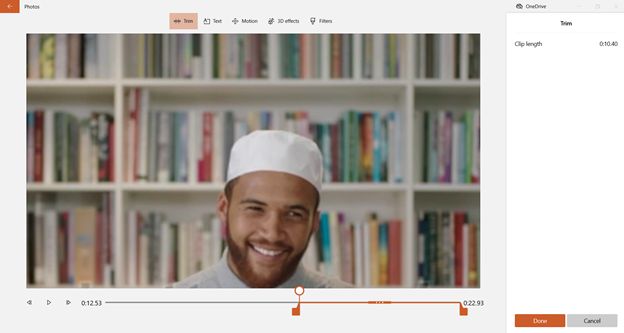 Photos
OneDrive
Trim Text Motion 3D effects Filters
Trim
Clip length 0:10.40
0:12.53 0:22.93
Done Cancel